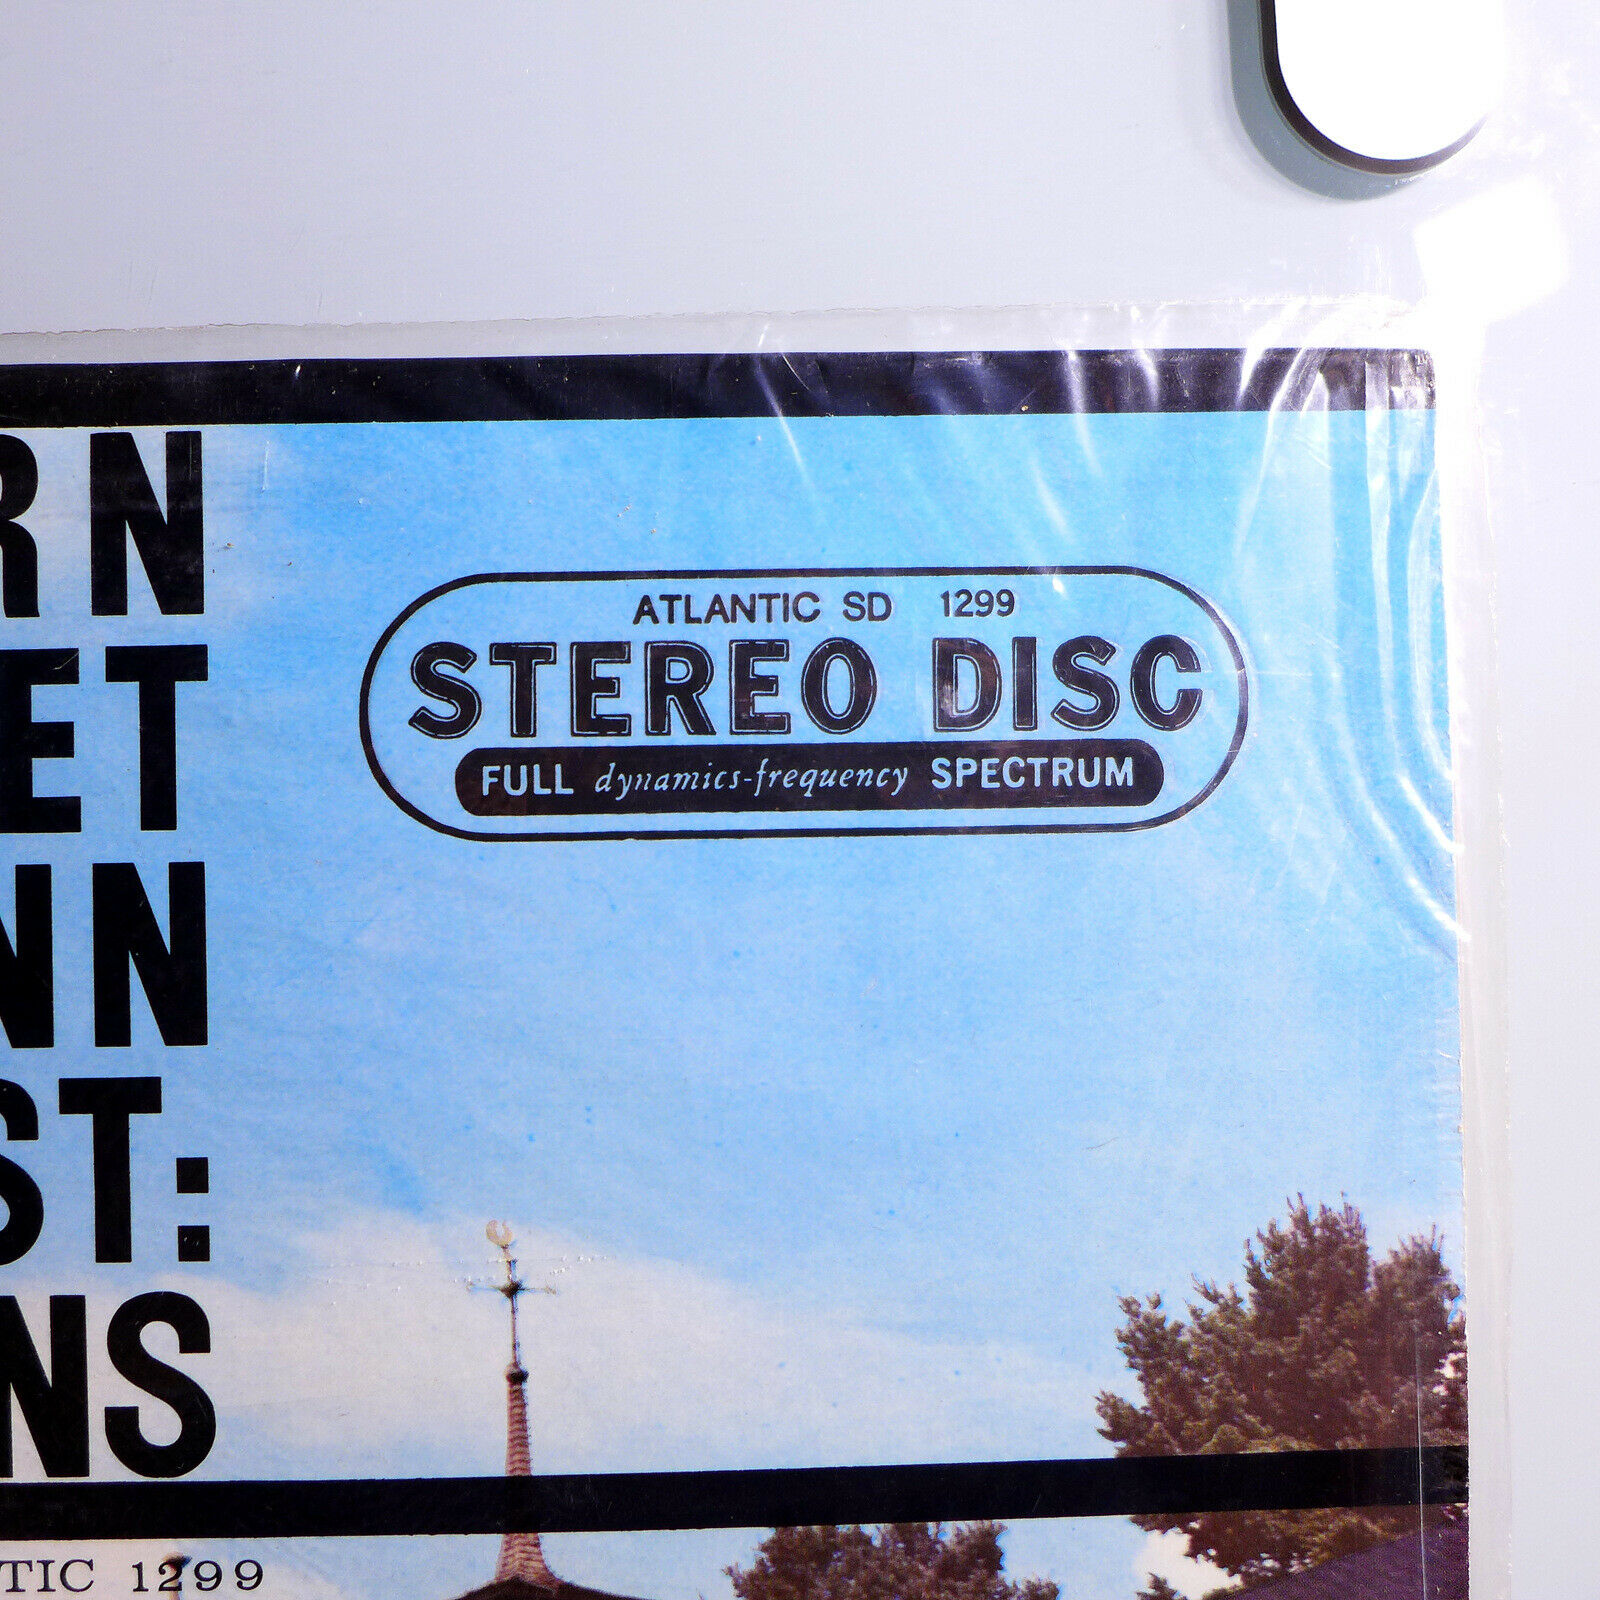 RN
ET
NN
ST:
NS
ATLANTIC SD 1299
STEREO DISC
FULL dynamics-frequency SPECTRUM
TIC 1299